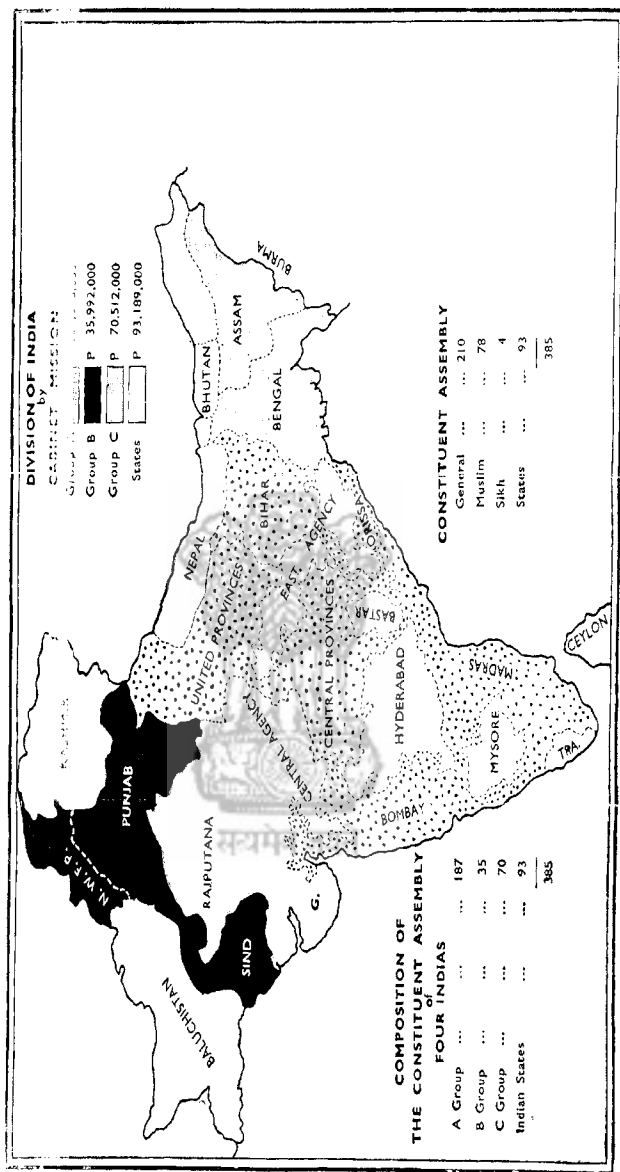 DIVISION OF INDIA
by
CABINET MISSION
Group
Group B P 35,992,000
Group C P 70,512,000
States P 93,189,000
KASHMIR
N. W. F. P.
PUNJAB
BALUCHISTAN
SIND
RAJPUTANA
G.
NEPAL
BHUTAN
UNITED PROVINCES
BIHAR
BENGAL
ASSAM
BURMA
CENTRAL AGENCY
EAST AGENCY
CENTRAL PROVINCES
ORISSA
BASTAR
HYDERABAD
BOMBAY
MYSORE
MADRAS
TRA.
CEYLON
COMPOSITION OF
THE CONSTITUENT ASSEMBLY
of
FOUR INDIAS
A Group ... ... ... 187
B Group ... ... ... 35
C Group ... ... ... 70
Indian States ... ... 93
385
CONSTITUENT ASSEMBLY
General ... ... 210
Muslim ... ... 78
Sikh ... ... 4
States ... ... 93
385